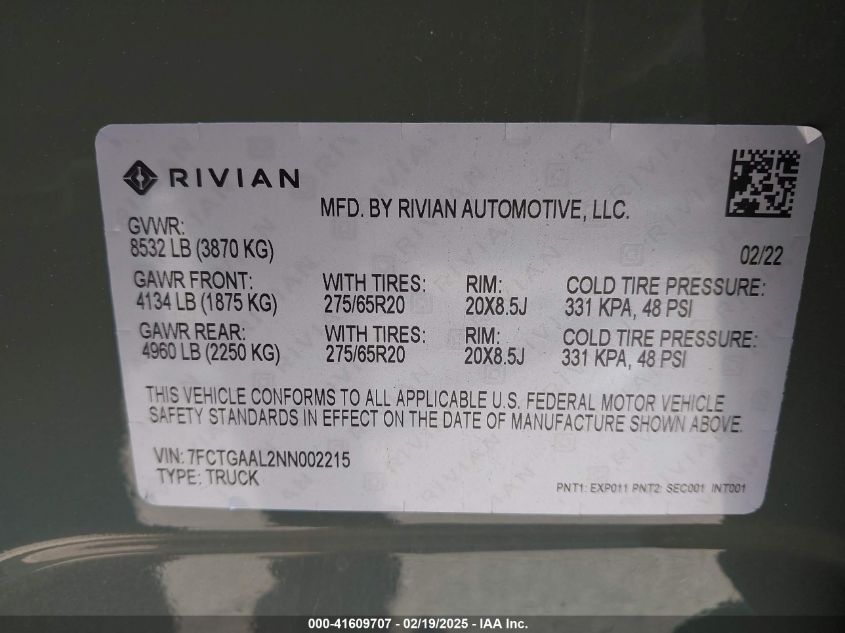 RIVIAN
MFD. BY RIVIAN AUTOMOTIVE, LLC.
GVWR:
8532 LB (3870 KG)
02/22
GAWR FRONT: WITH TIRES: RIM: COLD TIRE PRESSURE:
4134 LB (1875 KG) 275/65R20 20X8.5J 331 KPA, 48 PSI
GAWR REAR: WITH TIRES: RIM: COLD TIRE PRESSURE:
4960 LB (2250 KG) 275/65R20 20X8.5J 331 KPA, 48 PSI
THIS VEHICLE CONFORMS TO ALL APPLICABLE U.S. FEDERAL MOTOR VEHICLE
SAFETY STANDARDS IN EFFECT ON THE DATE OF MANUFACTURE SHOWN ABOVE.
VIN: 7FCTGAAL2NN002215
TYPE: TRUCK
PNT1: EXP011 PNT2: SEC001 INT001
000-41609707 - 02/19/2025 - IAA Inc.